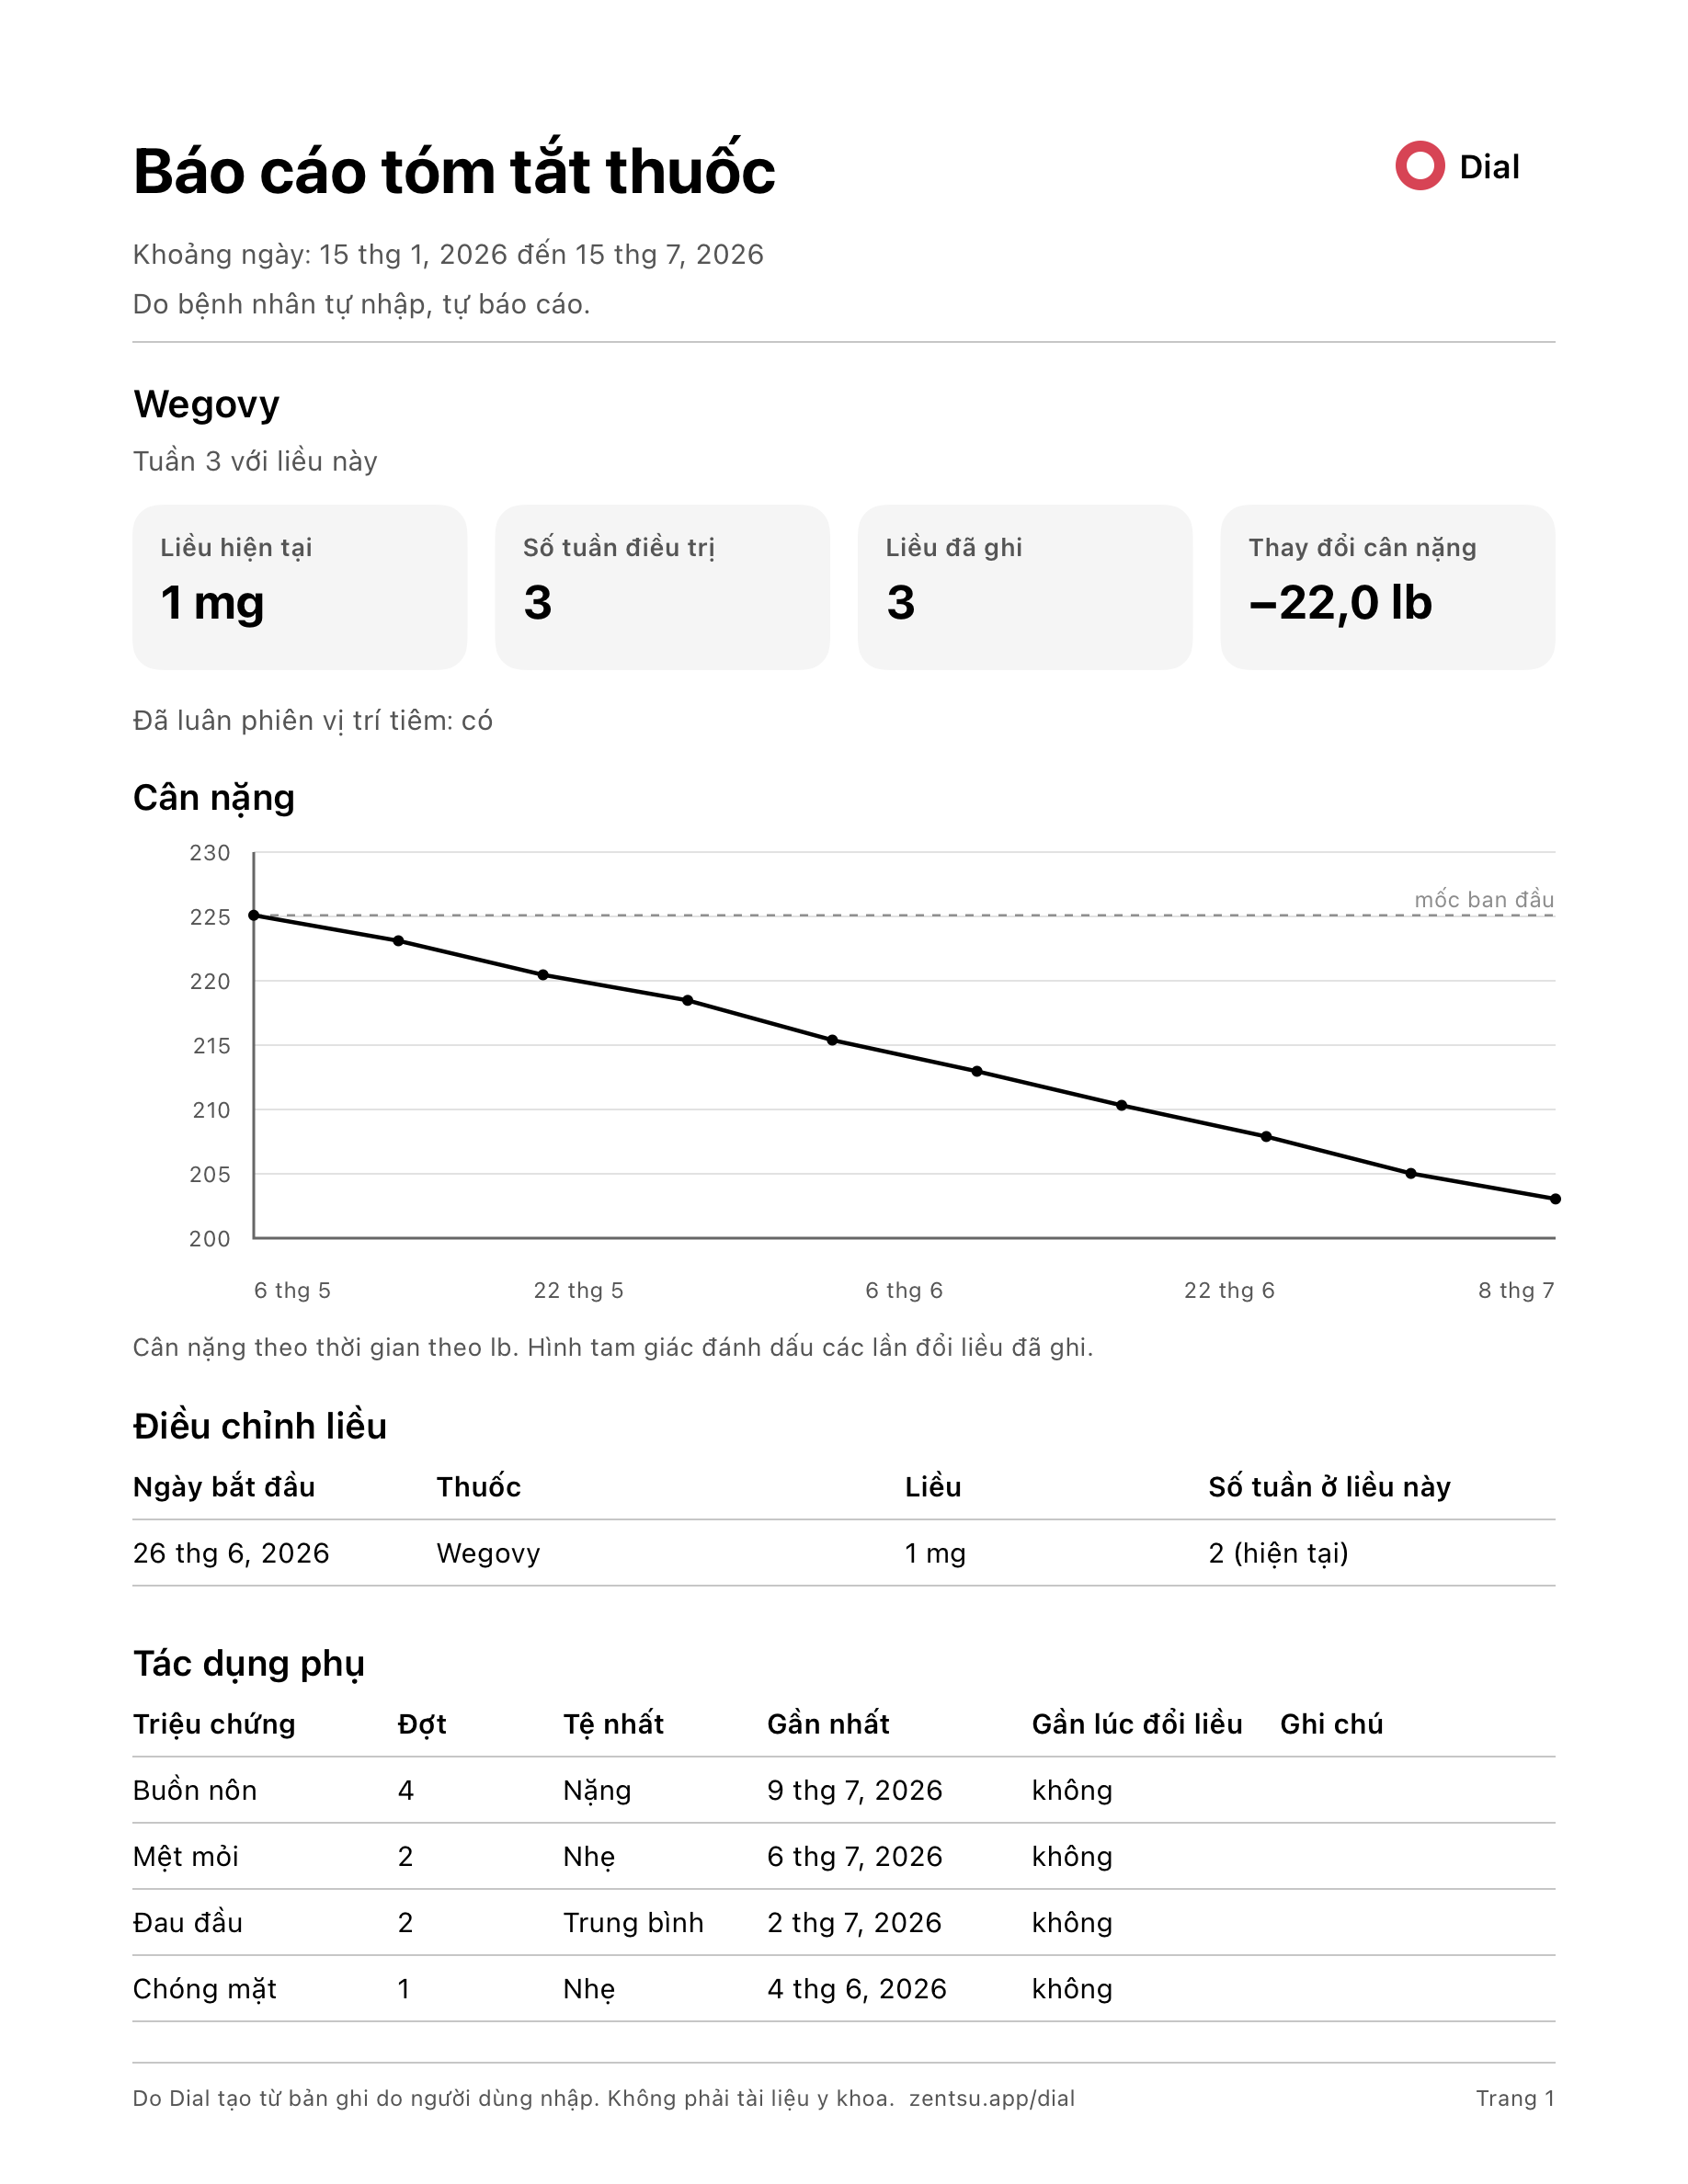 Báo cáo tóm tắt thuốc
Dial
Khoảng ngày: 15 thg 1, 2026 đến 15 thg 7, 2026
Do bệnh nhân tự nhập, tự báo cáo.
Wegovy
Tuần 3 với liều này
Liều hiện tại
1 mg
Số tuần điều trị
3
Liều đã ghi
3
Thay đổi cân nặng
−22,0 lb
Đã luân phiên vị trí tiêm: có
Cân nặng
230
mốc ban đầu
225
220
215
210
205
200
6 thg 5 22 thg 5 6 thg 6 22 thg 6 8 thg 7
Cân nặng theo thời gian theo lb. Hình tam giác đánh dấu các lần đổi liều đã ghi.
Điều chỉnh liều
Ngày bắt đầu Thuốc Liều Số tuần ở liều này
26 thg 6, 2026 Wegovy 1 mg 2 (hiện tại)
Tác dụng phụ
Triệu chứng Đợt Tệ nhất Gần nhất Gần lúc đổi liều Ghi chú
Buồn nôn 4 Nặng 9 thg 7, 2026 không
Mệt mỏi 2 Nhẹ 6 thg 7, 2026 không
Đau đầu 2 Trung bình 2 thg 7, 2026 không
Chóng mặt 1 Nhẹ 4 thg 6, 2026 không
Do Dial tạo từ bản ghi do người dùng nhập. Không phải tài liệu y khoa. zentsu.app/dial Trang 1